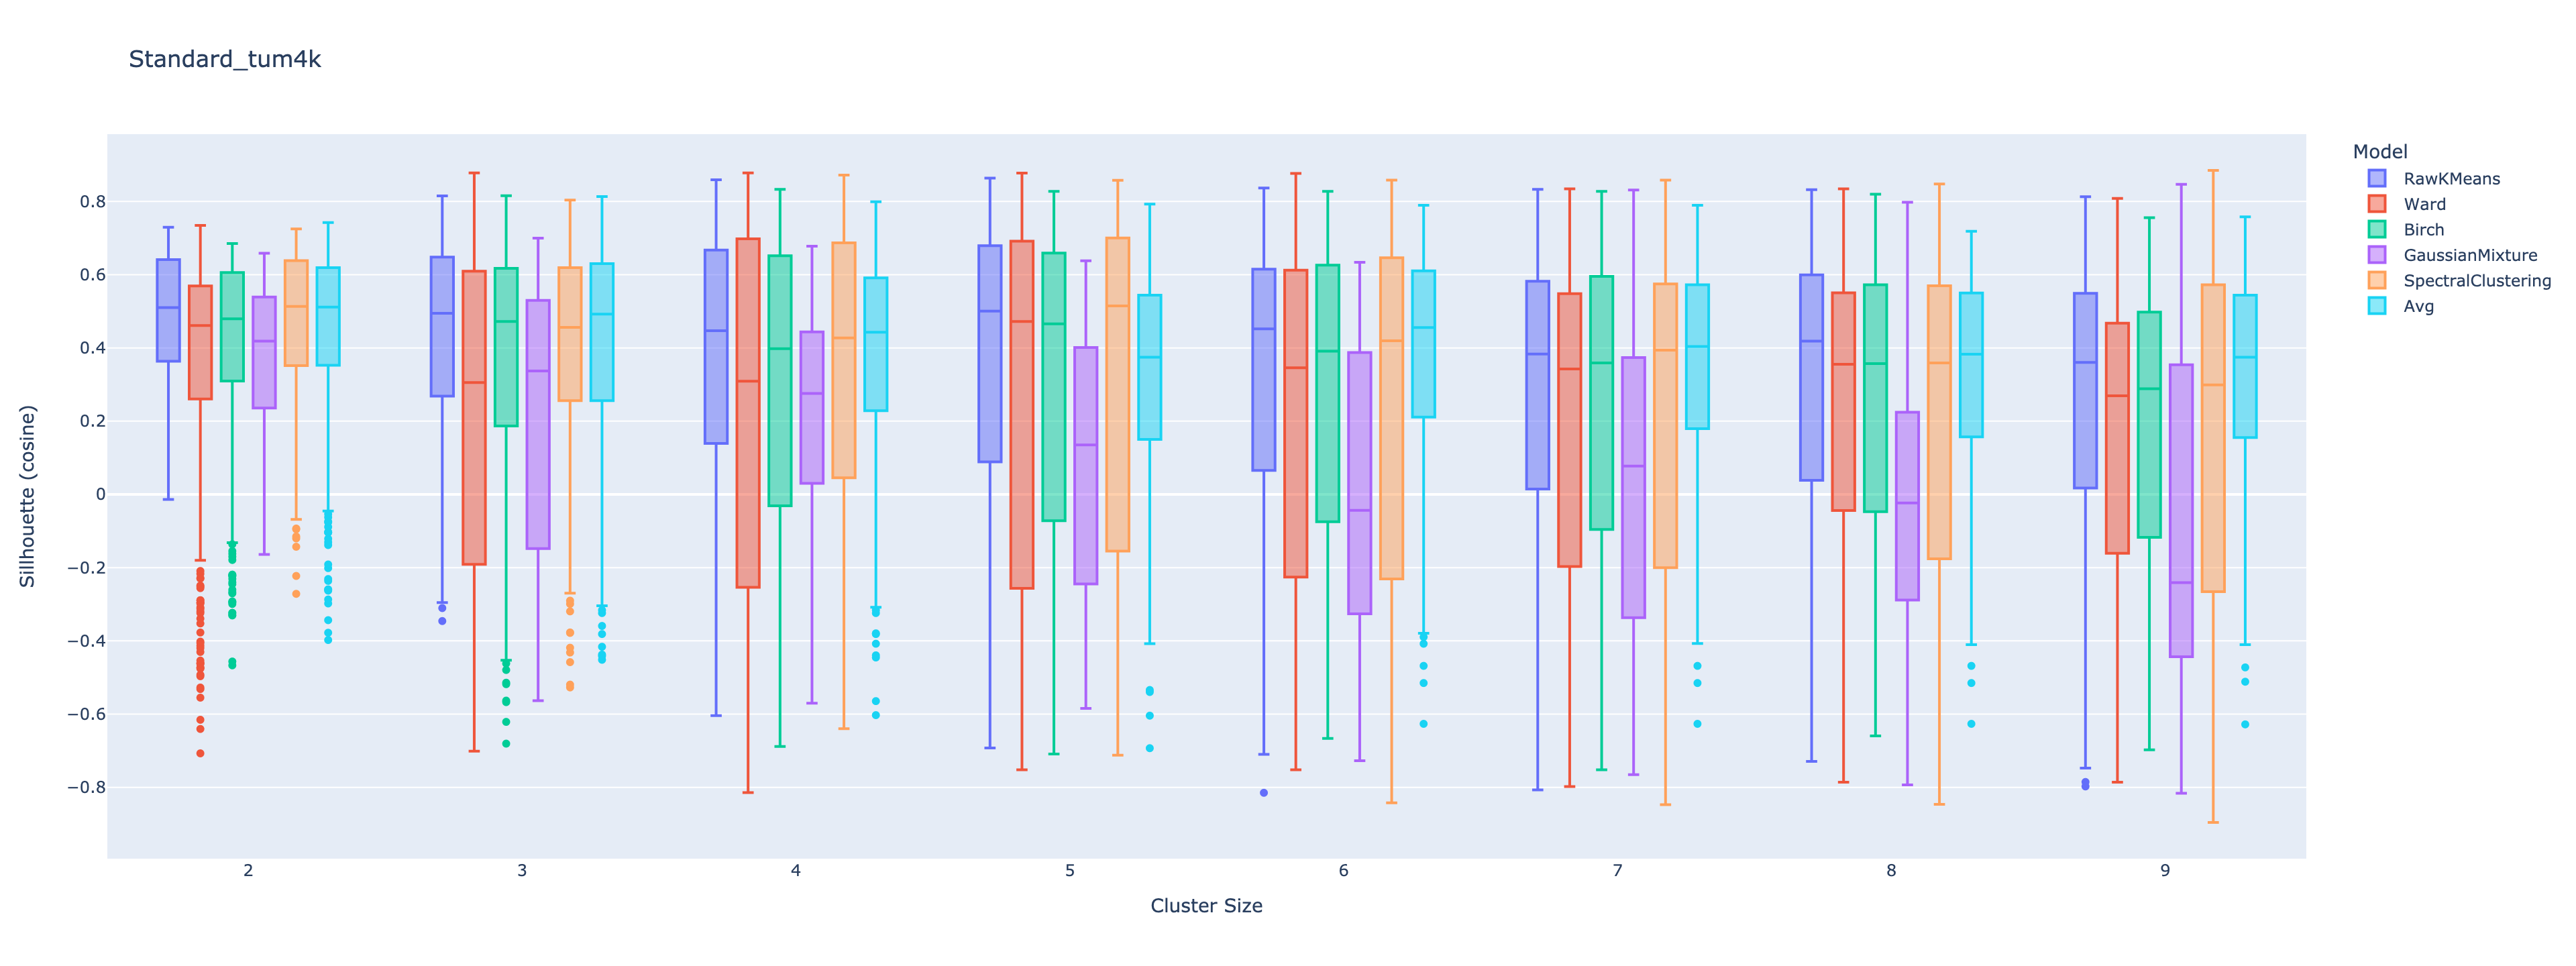 Standard_tum4k
Model
RawKMeans
Ward
Birch
GaussianMixture
SpectralClustering
Avg
Sillhouette (cosine)
0.8
0.6
0.4
0.2
0
−0.2
−0.4
−0.6
−0.8
2 3 4 5 6 7 8 9
Cluster Size